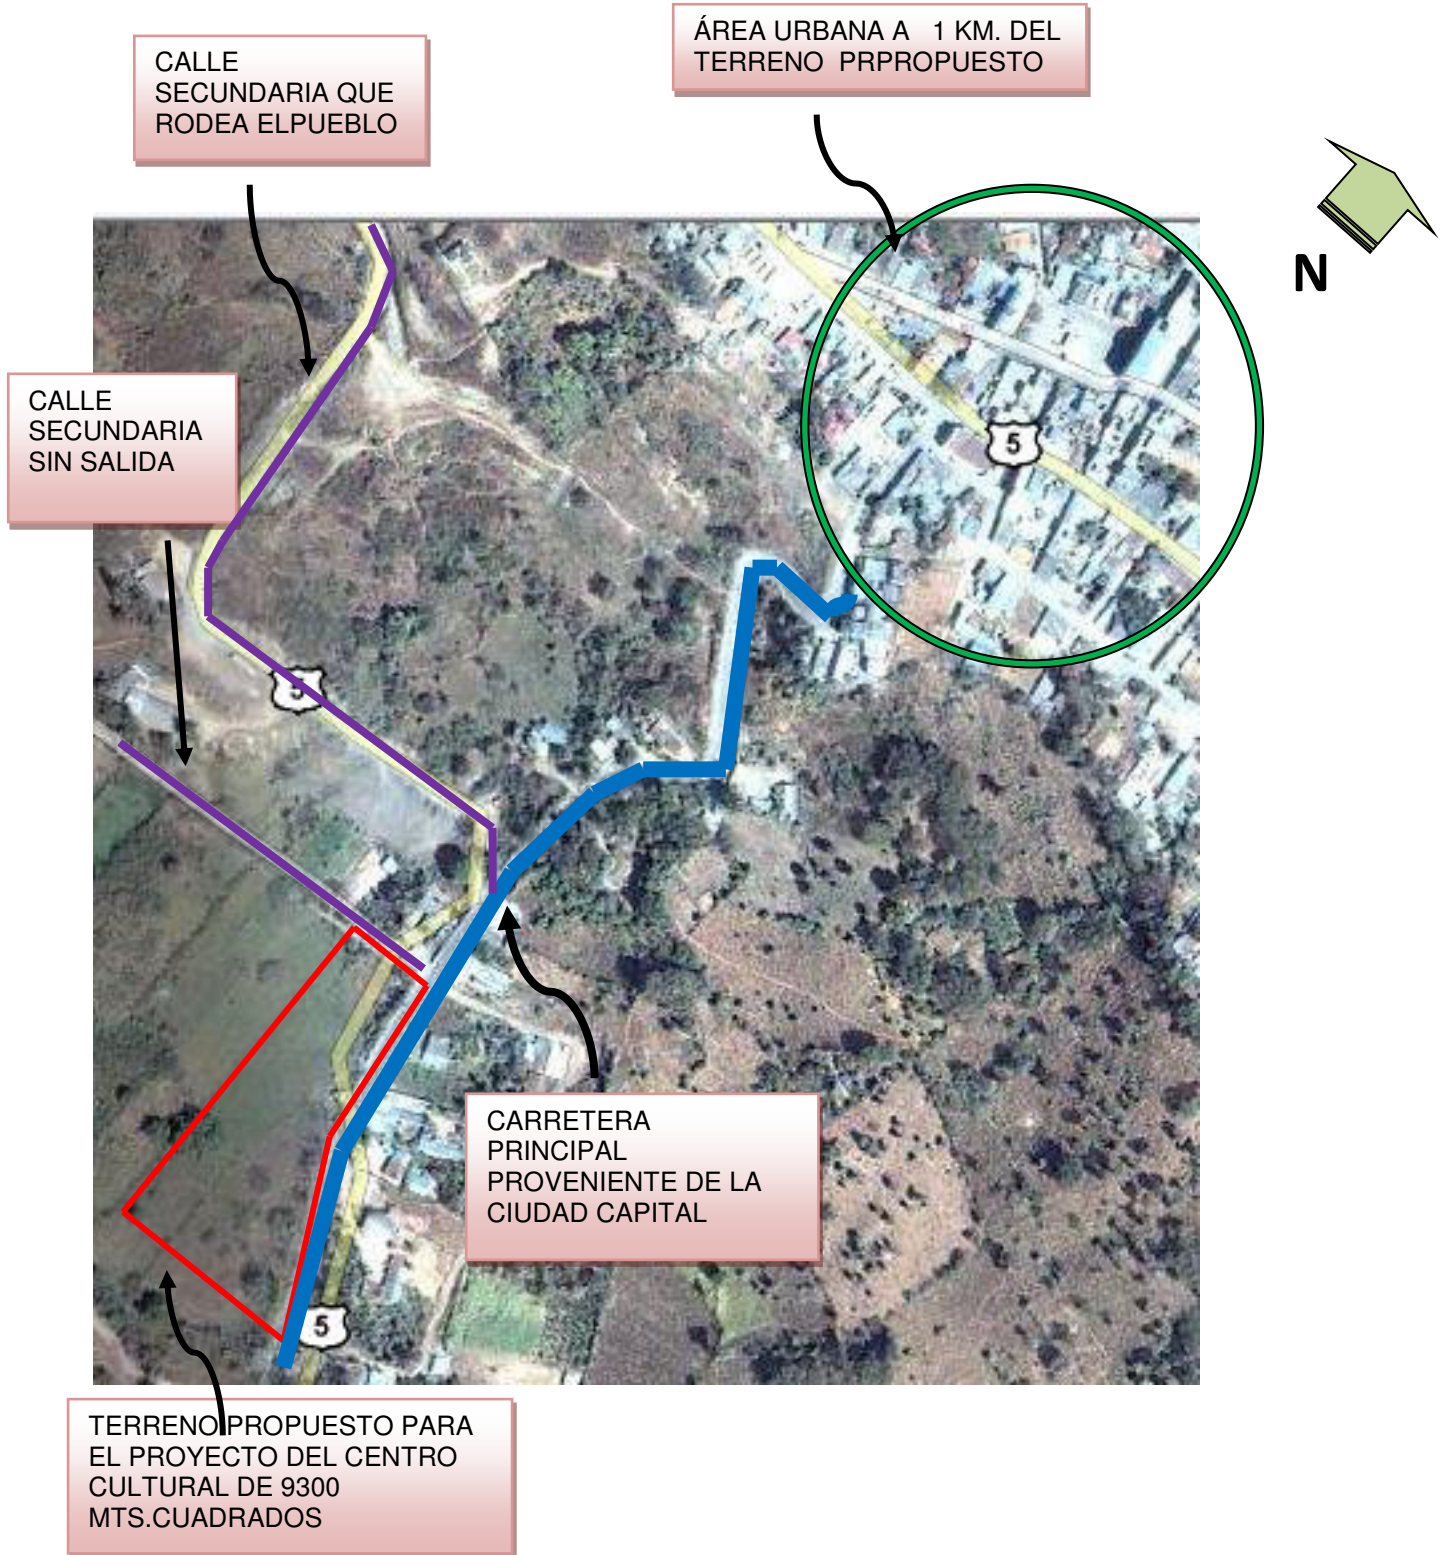 ÁREA URBANA A 1 KM. DEL
TERRENO PRPROPUESTO
CALLE
SECUNDARIA QUE
RODEA ELPUEBLO
N
CALLE
SECUNDARIA
SIN SALIDA
5
5
CARRETERA
PRINCIPAL
PROVENIENTE DE LA
CIUDAD CAPITAL
5
TERRENO PROPUESTO PARA
EL PROYECTO DEL CENTRO
CULTURAL DE 9300
MTS.CUADRADOS